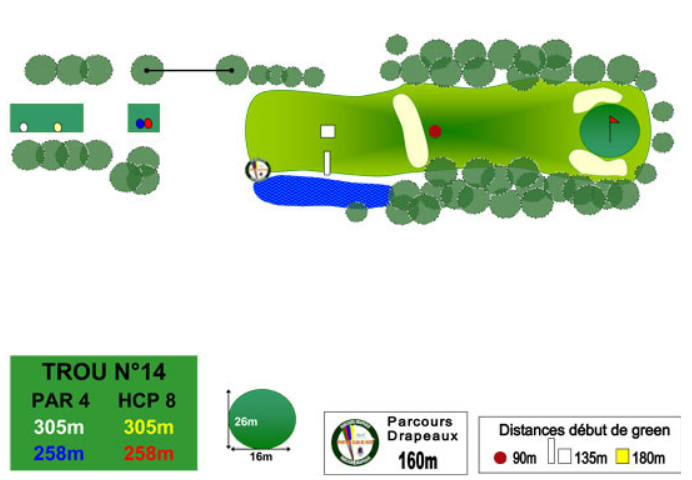 TROU N°14
PAR 4 HCP 8
305m 305m
258m 258m
26m
16m
Parcours
Drapeaux
160m
Distances début de green
90m 135m 180m